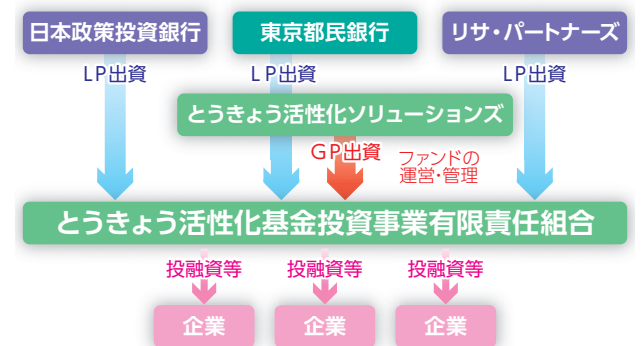 日本政策投資銀行
東京都民銀行
リサ・パートナーズ
LP出資
LP出資
LP出資
とうきょう活性化ソリューションズ
GP出資
ファンドの
運営・管理
とうきょう活性化基金投資事業有限責任組合
投融資等
投融資等
投融資等
企業
企業
企業